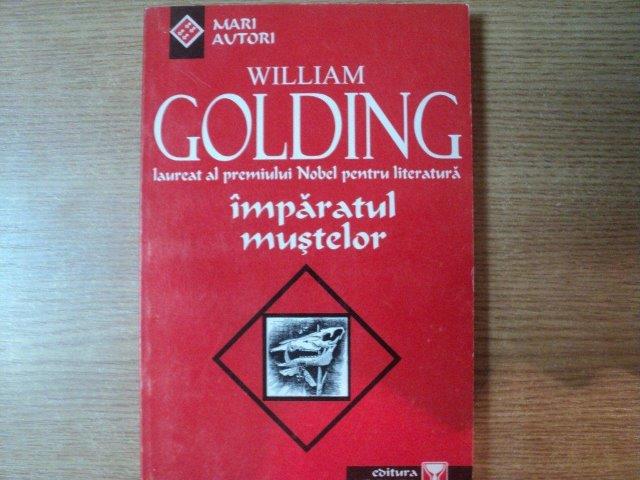 MARI
AUTORI
WILLIAM
GOLDING
laureat al premiului Nobel pentru literatură
împăratul
muştelor
editura